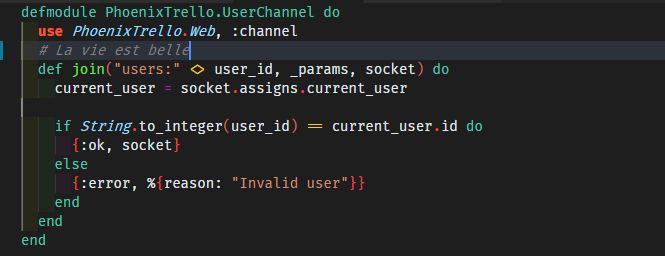 defmodule PhoenixTrello.UserChannel do
  use PhoenixTrello.Web, :channel
  # La vie est belle
  def join("users:" <> user_id, _params, socket) do
    current_user = socket.assigns.current_user

    if String.to_integer(user_id) == current_user.id do
      {:ok, socket}
    else
      {:error, %{reason: "Invalid user"}}
    end
  end
end